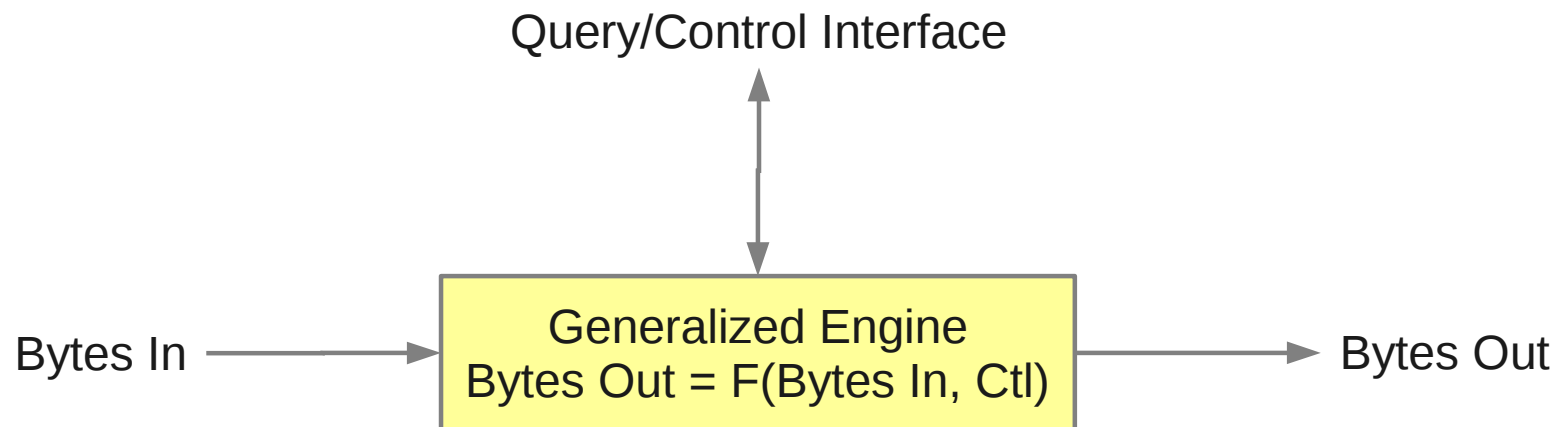 Query/Control Interface
Generalized Engine
Bytes In
Bytes Out = F(Bytes In, Ctl)
Bytes Out